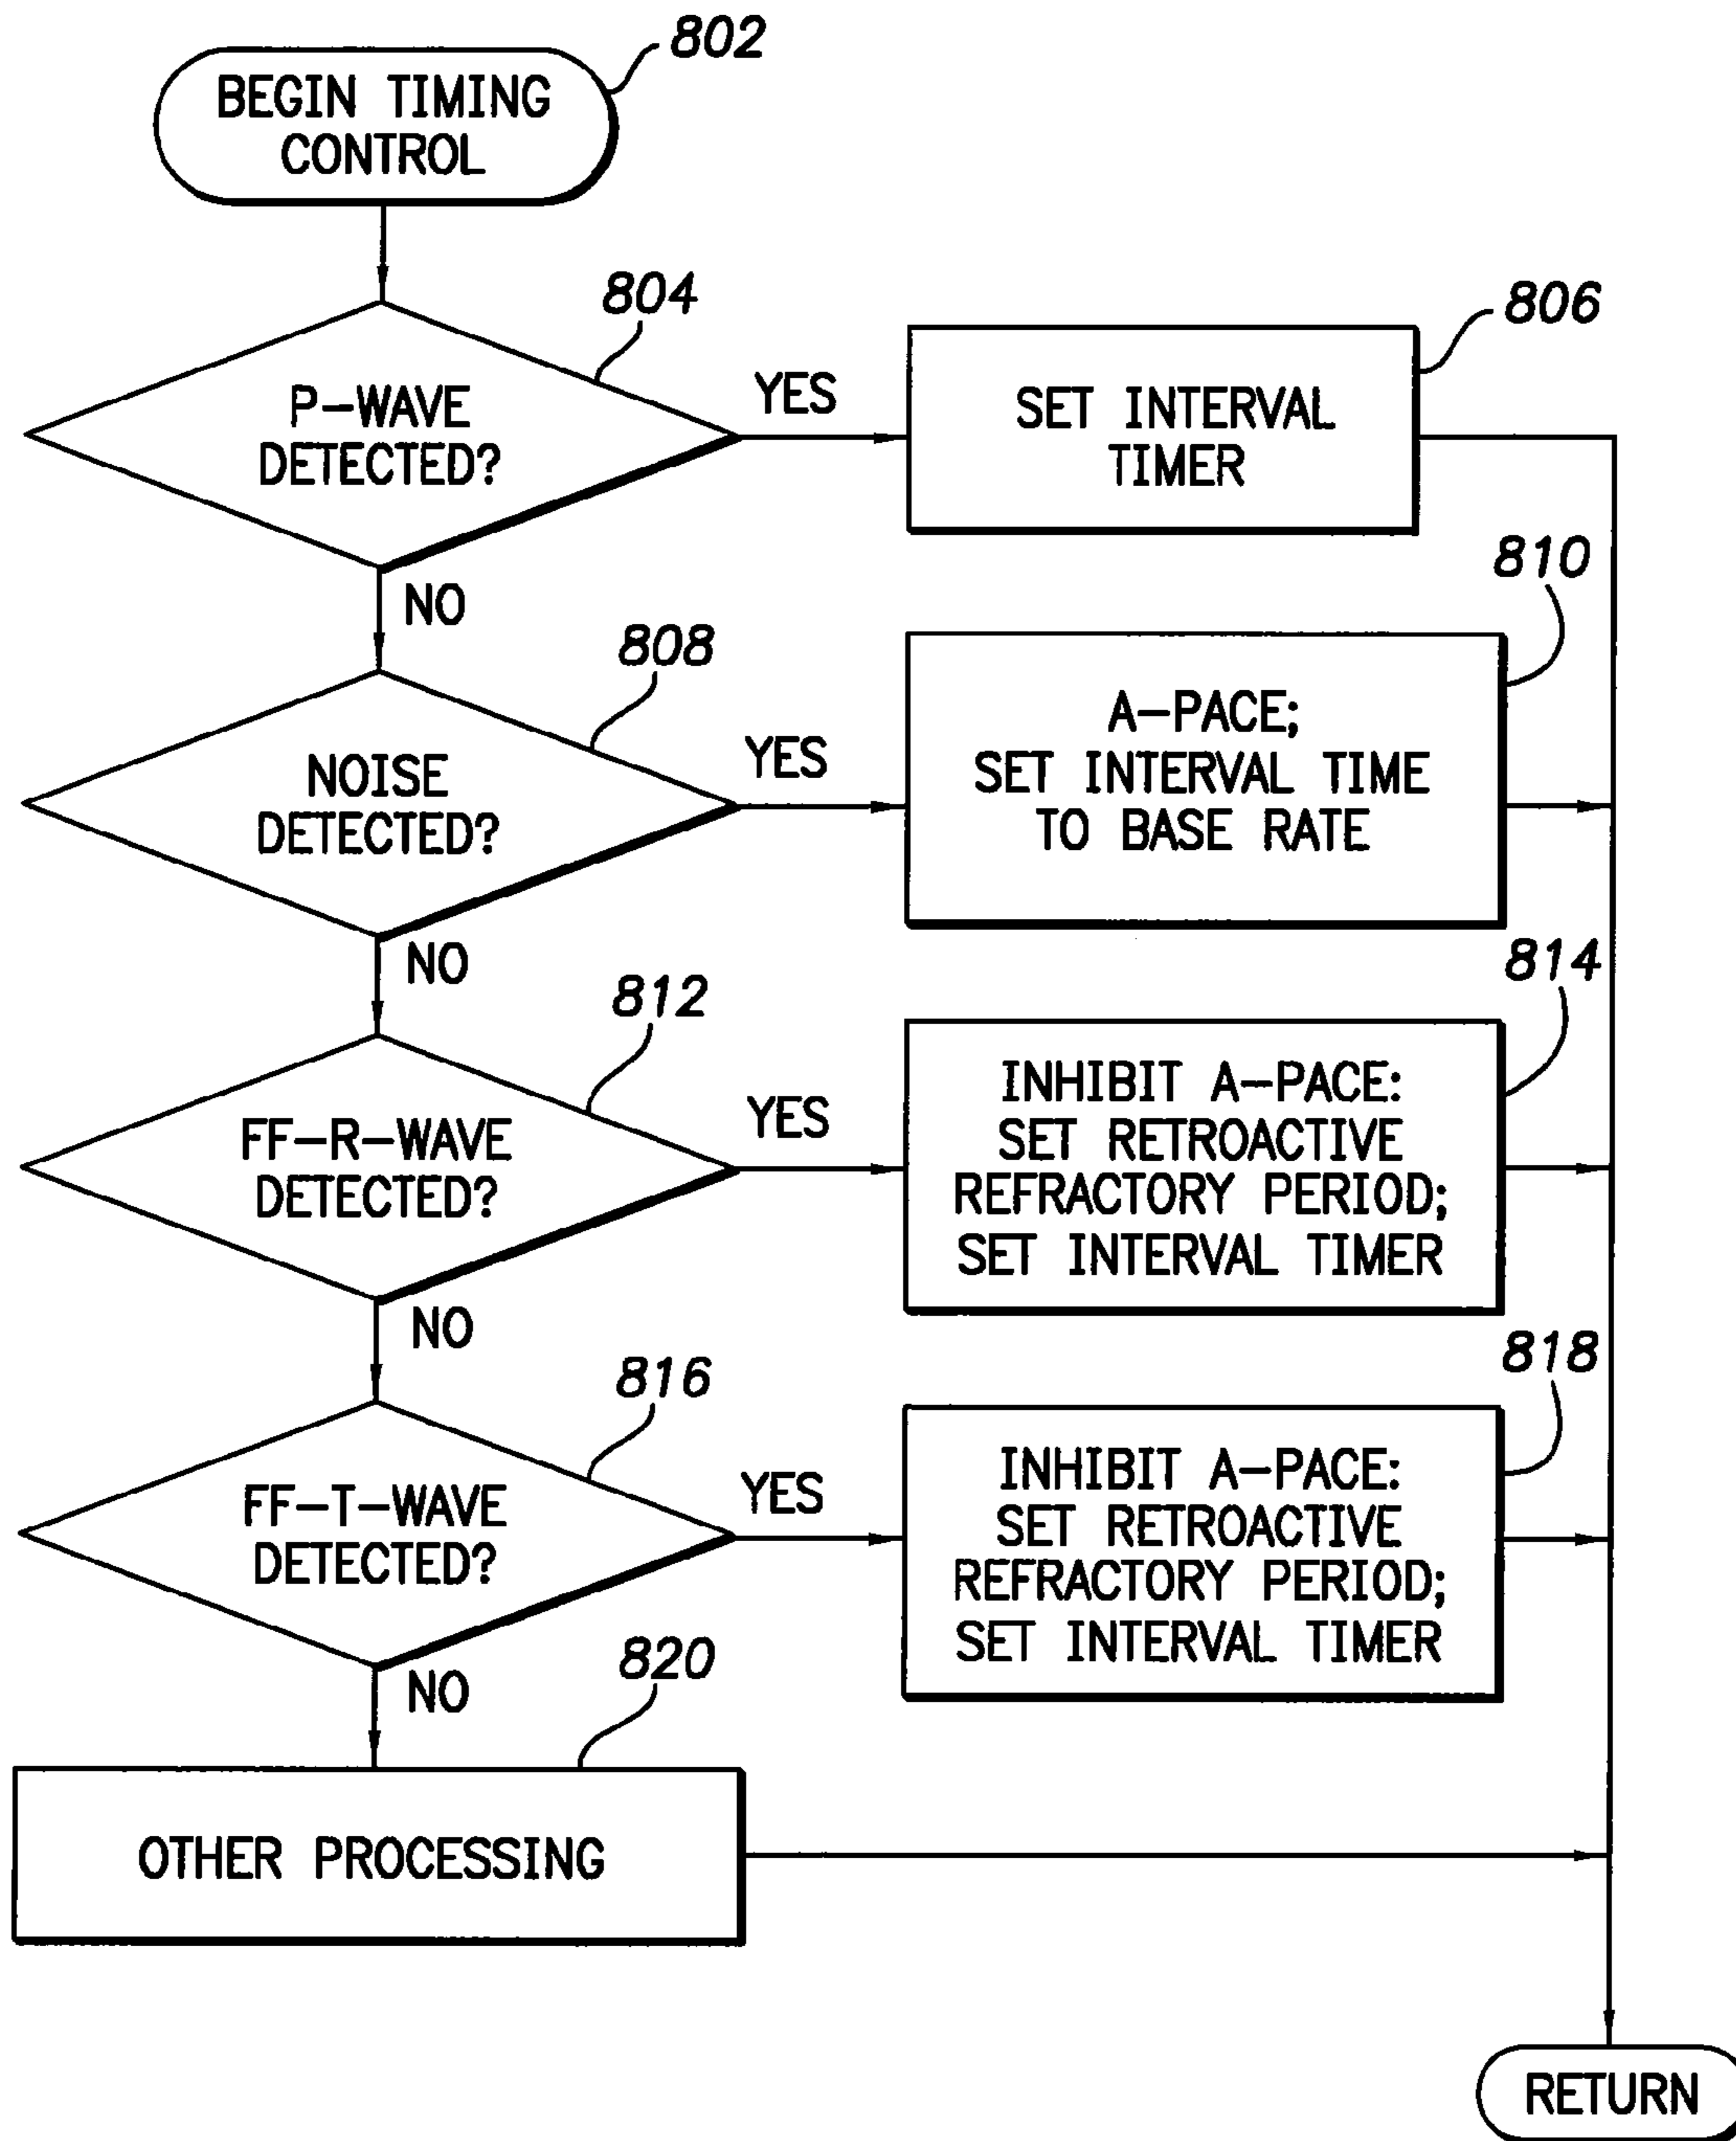 802
BEGIN TIMING
CONTROL
804
P-WAVE
DETECTED?
YES
806
SET INTERVAL
TIMER
NO
808
NOISE
DETECTED?
YES
810
A-PACE;
SET INTERVAL TIME
TO BASE RATE
NO
812
FF-R-WAVE
DETECTED?
YES
814
INHIBIT A-PACE:
SET RETROACTIVE
REFRACTORY PERIOD;
SET INTERVAL TIMER
NO
816
FF-T-WAVE
DETECTED?
YES
818
INHIBIT A-PACE:
SET RETROACTIVE
REFRACTORY PERIOD;
SET INTERVAL TIMER
NO
820
OTHER PROCESSING
RETURN